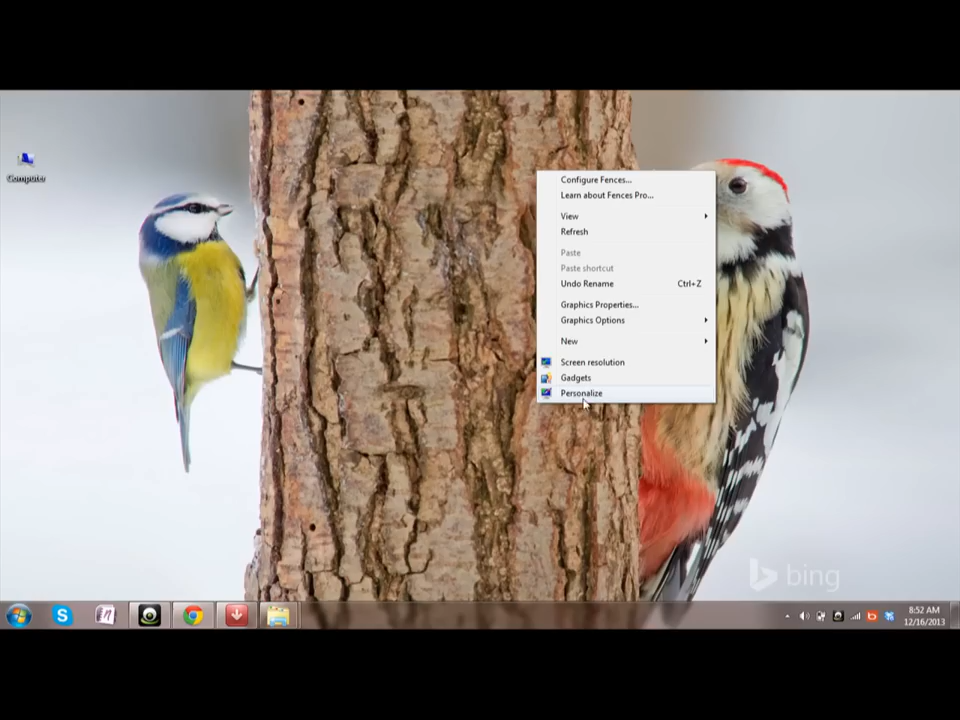 Computer
Configure Fences...
Learn about Fences Pro...
View
Refresh
Paste
Paste shortcut
Undo Rename Ctrl+Z
Graphics Properties...
Graphics Options
New
Screen resolution
Gadgets
Personalize
bing
8:52 AM
12/16/2013